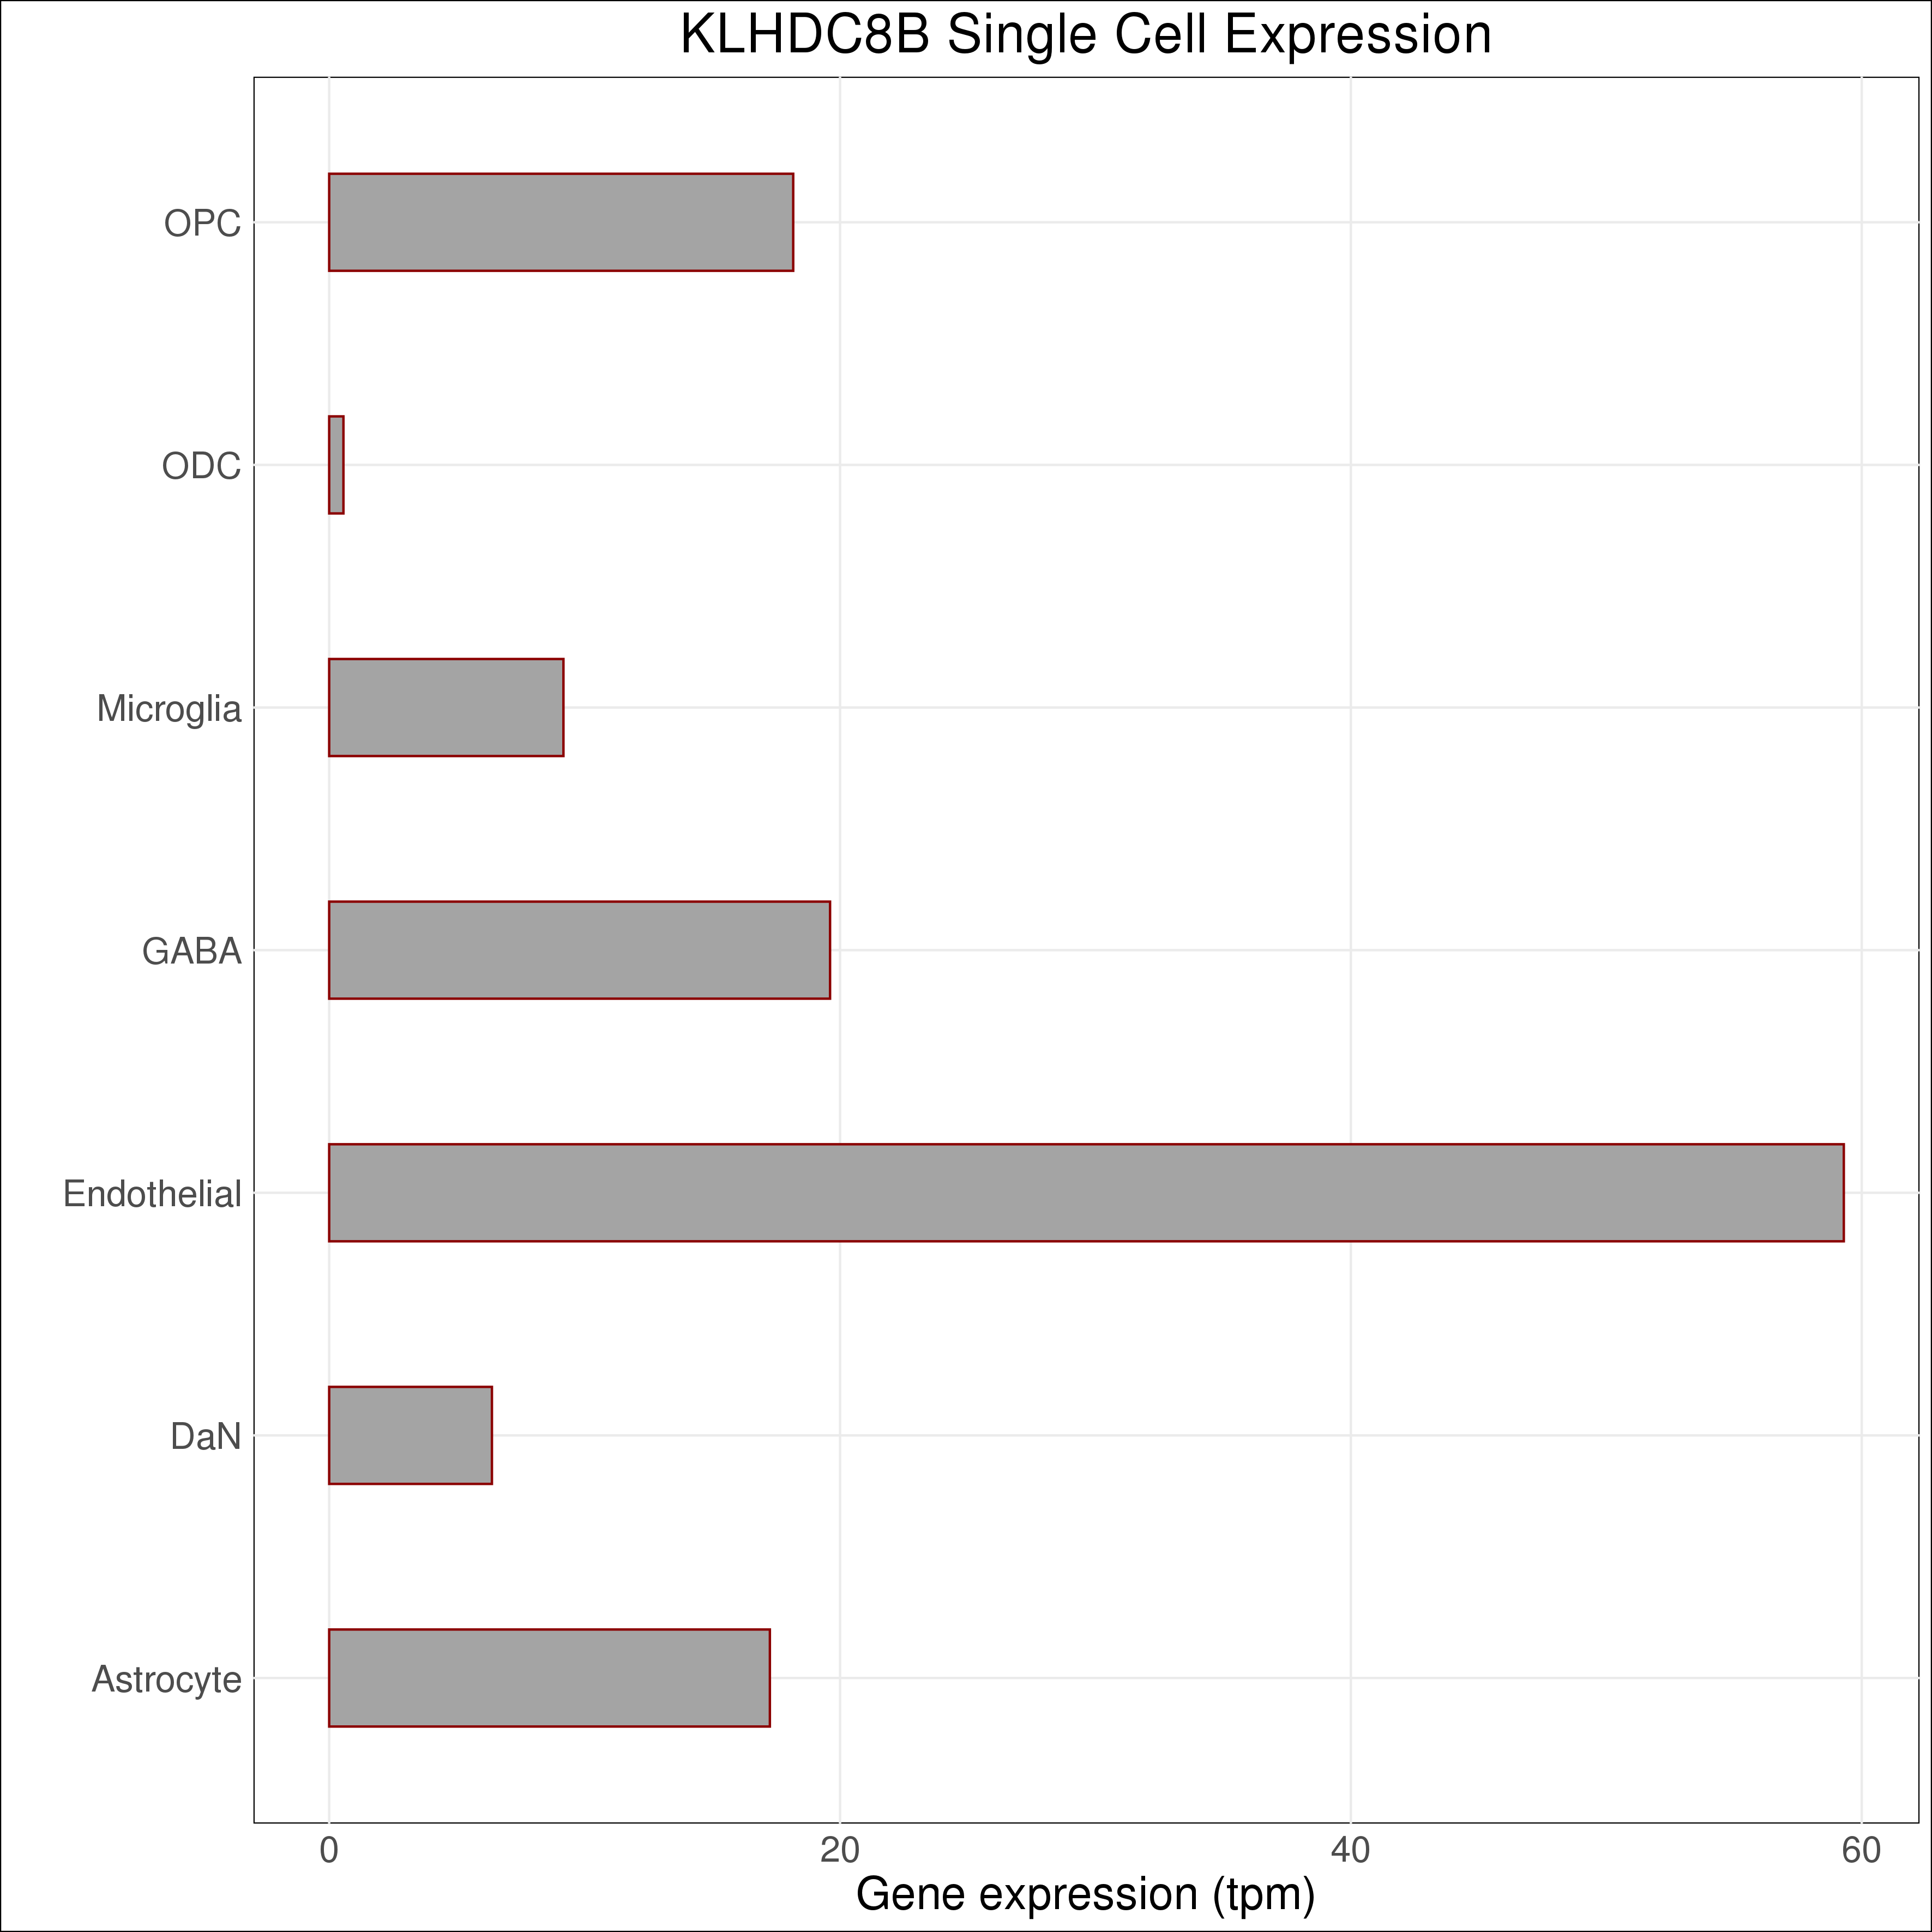 KLHDC8B Single Cell Expression
OPC
ODC
Microglia
GABA
Endothelial
DaN
Astrocyte
0 20 40 60
Gene expression (tpm)